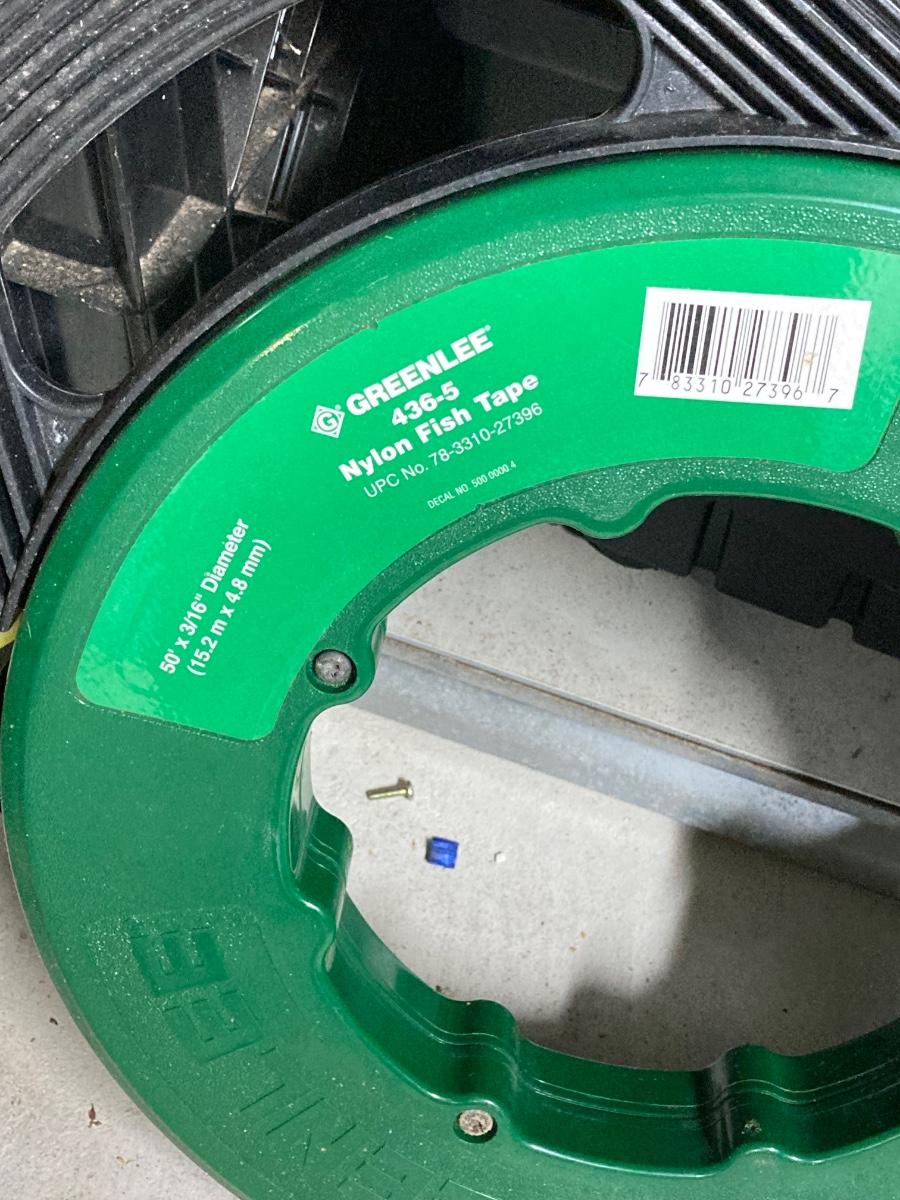 GREENLEE®
436-5
Nylon Fish Tape
UPC No. 78-3310-27396
DECAL NO 500 0000.4
50' x 3/16" Diameter
(15.2 m x 4.8 mm)
7 83310 27396 7